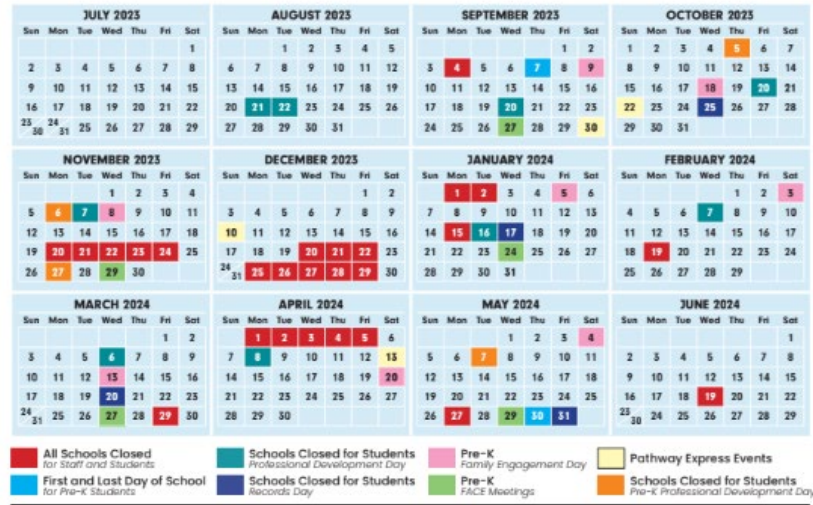 JULY 2023 AUGUST 2023 SEPTEMBER 2023 OCTOBER 2023
Sun Mon Tue Wed Thu Fri Sat Sun Mon Tue Wed Thu Fri Sat Sun Mon Tue Wed Thu Fri Sat Sun Mon Tue Wed Thu Fri Sat
1 1 2 3 4 5 1 2 1 2 3 4 5 6 7
2 3 4 5 6 7 8 6 7 8 9 10 11 12 3 4 5 6 7 8 9 8 9 10 11 12 13 14
9 10 11 12 13 14 15 13 14 15 16 17 18 19 10 11 12 13 14 15 16 15 16 17 18 19 20 21
16 17 18 19 20 21 22 20 21 22 23 24 25 26 17 18 19 20 21 22 23 22 23 24 25 26 27 28
23/30 24/31 25 26 27 28 29 27 28 29 30 31 24 25 26 27 28 29 30 29 30 31
NOVEMBER 2023 DECEMBER 2023 JANUARY 2024 FEBRUARY 2024
Sun Mon Tue Wed Thu Fri Sat Sun Mon Tue Wed Thu Fri Sat Sun Mon Tue Wed Thu Fri Sat Sun Mon Tue Wed Thu Fri Sat
1 2 3 4 1 2 1 2 3 4 5 6 1 2 3
5 6 7 8 9 10 11 3 4 5 6 7 8 9 7 8 9 10 11 12 13 4 5 6 7 8 9 10
12 13 14 15 16 17 18 10 11 12 13 14 15 16 14 15 16 17 18 19 20 11 12 13 14 15 16 17
19 20 21 22 23 24 25 17 18 19 20 21 22 23 21 22 23 24 25 26 27 18 19 20 21 22 23 24
26 27 28 29 30 24/31 25 26 27 28 29 30 28 29 30 31 25 26 27 28 29
MARCH 2024 APRIL 2024 MAY 2024 JUNE 2024
Sun Mon Tue Wed Thu Fri Sat Sun Mon Tue Wed Thu Fri Sat Sun Mon Tue Wed Thu Fri Sat Sun Mon Tue Wed Thu Fri Sat
1 2 1 2 3 4 5 6 1 2 3 4 1
3 4 5 6 7 8 9 7 8 9 10 11 12 13 5 6 7 8 9 10 11 2 3 4 5 6 7 8
10 11 12 13 14 15 16 14 15 16 17 18 19 20 12 13 14 15 16 17 18 9 10 11 12 13 14 15
17 18 19 20 21 22 23 21 22 23 24 25 26 27 19 20 21 22 23 24 25 16 17 18 19 20 21 22
24/31 25 26 27 28 29 30 28 29 30 26 27 28 29 30 31 23/30 24 25 26 27 28 29
All Schools Closed
for Staff and Students
Schools Closed for Students
Professional Development Day
Pre-K
Family Engagement Day
Pathway Express Events
First and Last Day of School
for Pre-K Students
Schools Closed for Students
Records Day
Pre-K
FACE Meetings
Schools Closed for Students
Pre-K Professional Development Day